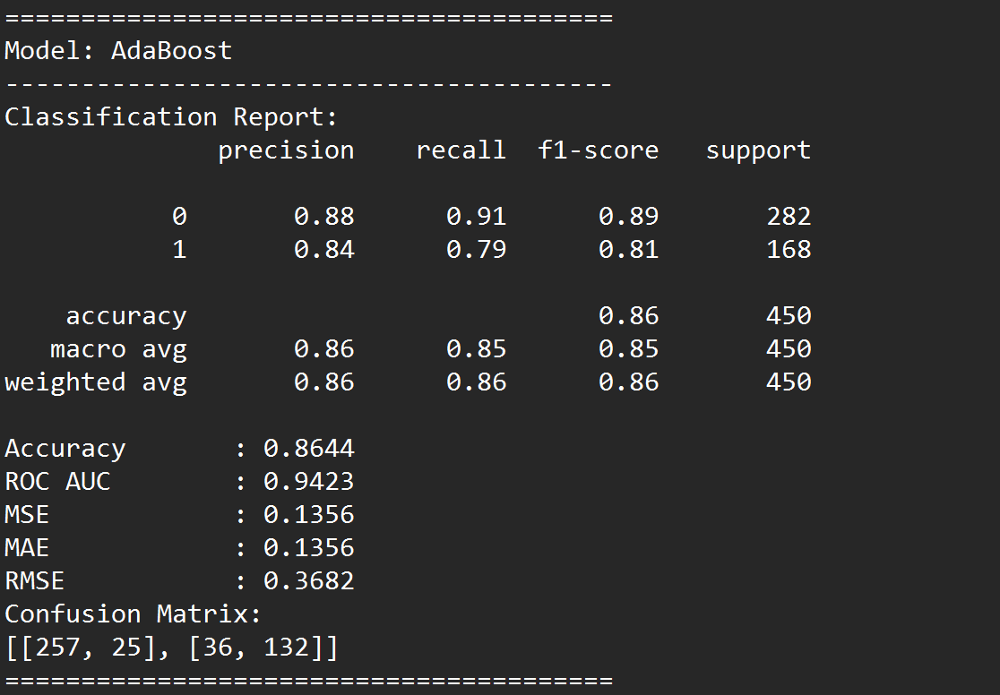 ========================================
Model: AdaBoost
----------------------------------------
Classification Report:
              precision    recall  f1-score   support

           0       0.88      0.91      0.89       282
           1       0.84      0.79      0.81       168

    accuracy                           0.86       450
   macro avg       0.86      0.85      0.85       450
weighted avg       0.86      0.86      0.86       450

Accuracy       : 0.8644
ROC AUC        : 0.9423
MSE            : 0.1356
MAE            : 0.1356
RMSE           : 0.3682
Confusion Matrix:
[[257, 25], [36, 132]]
========================================